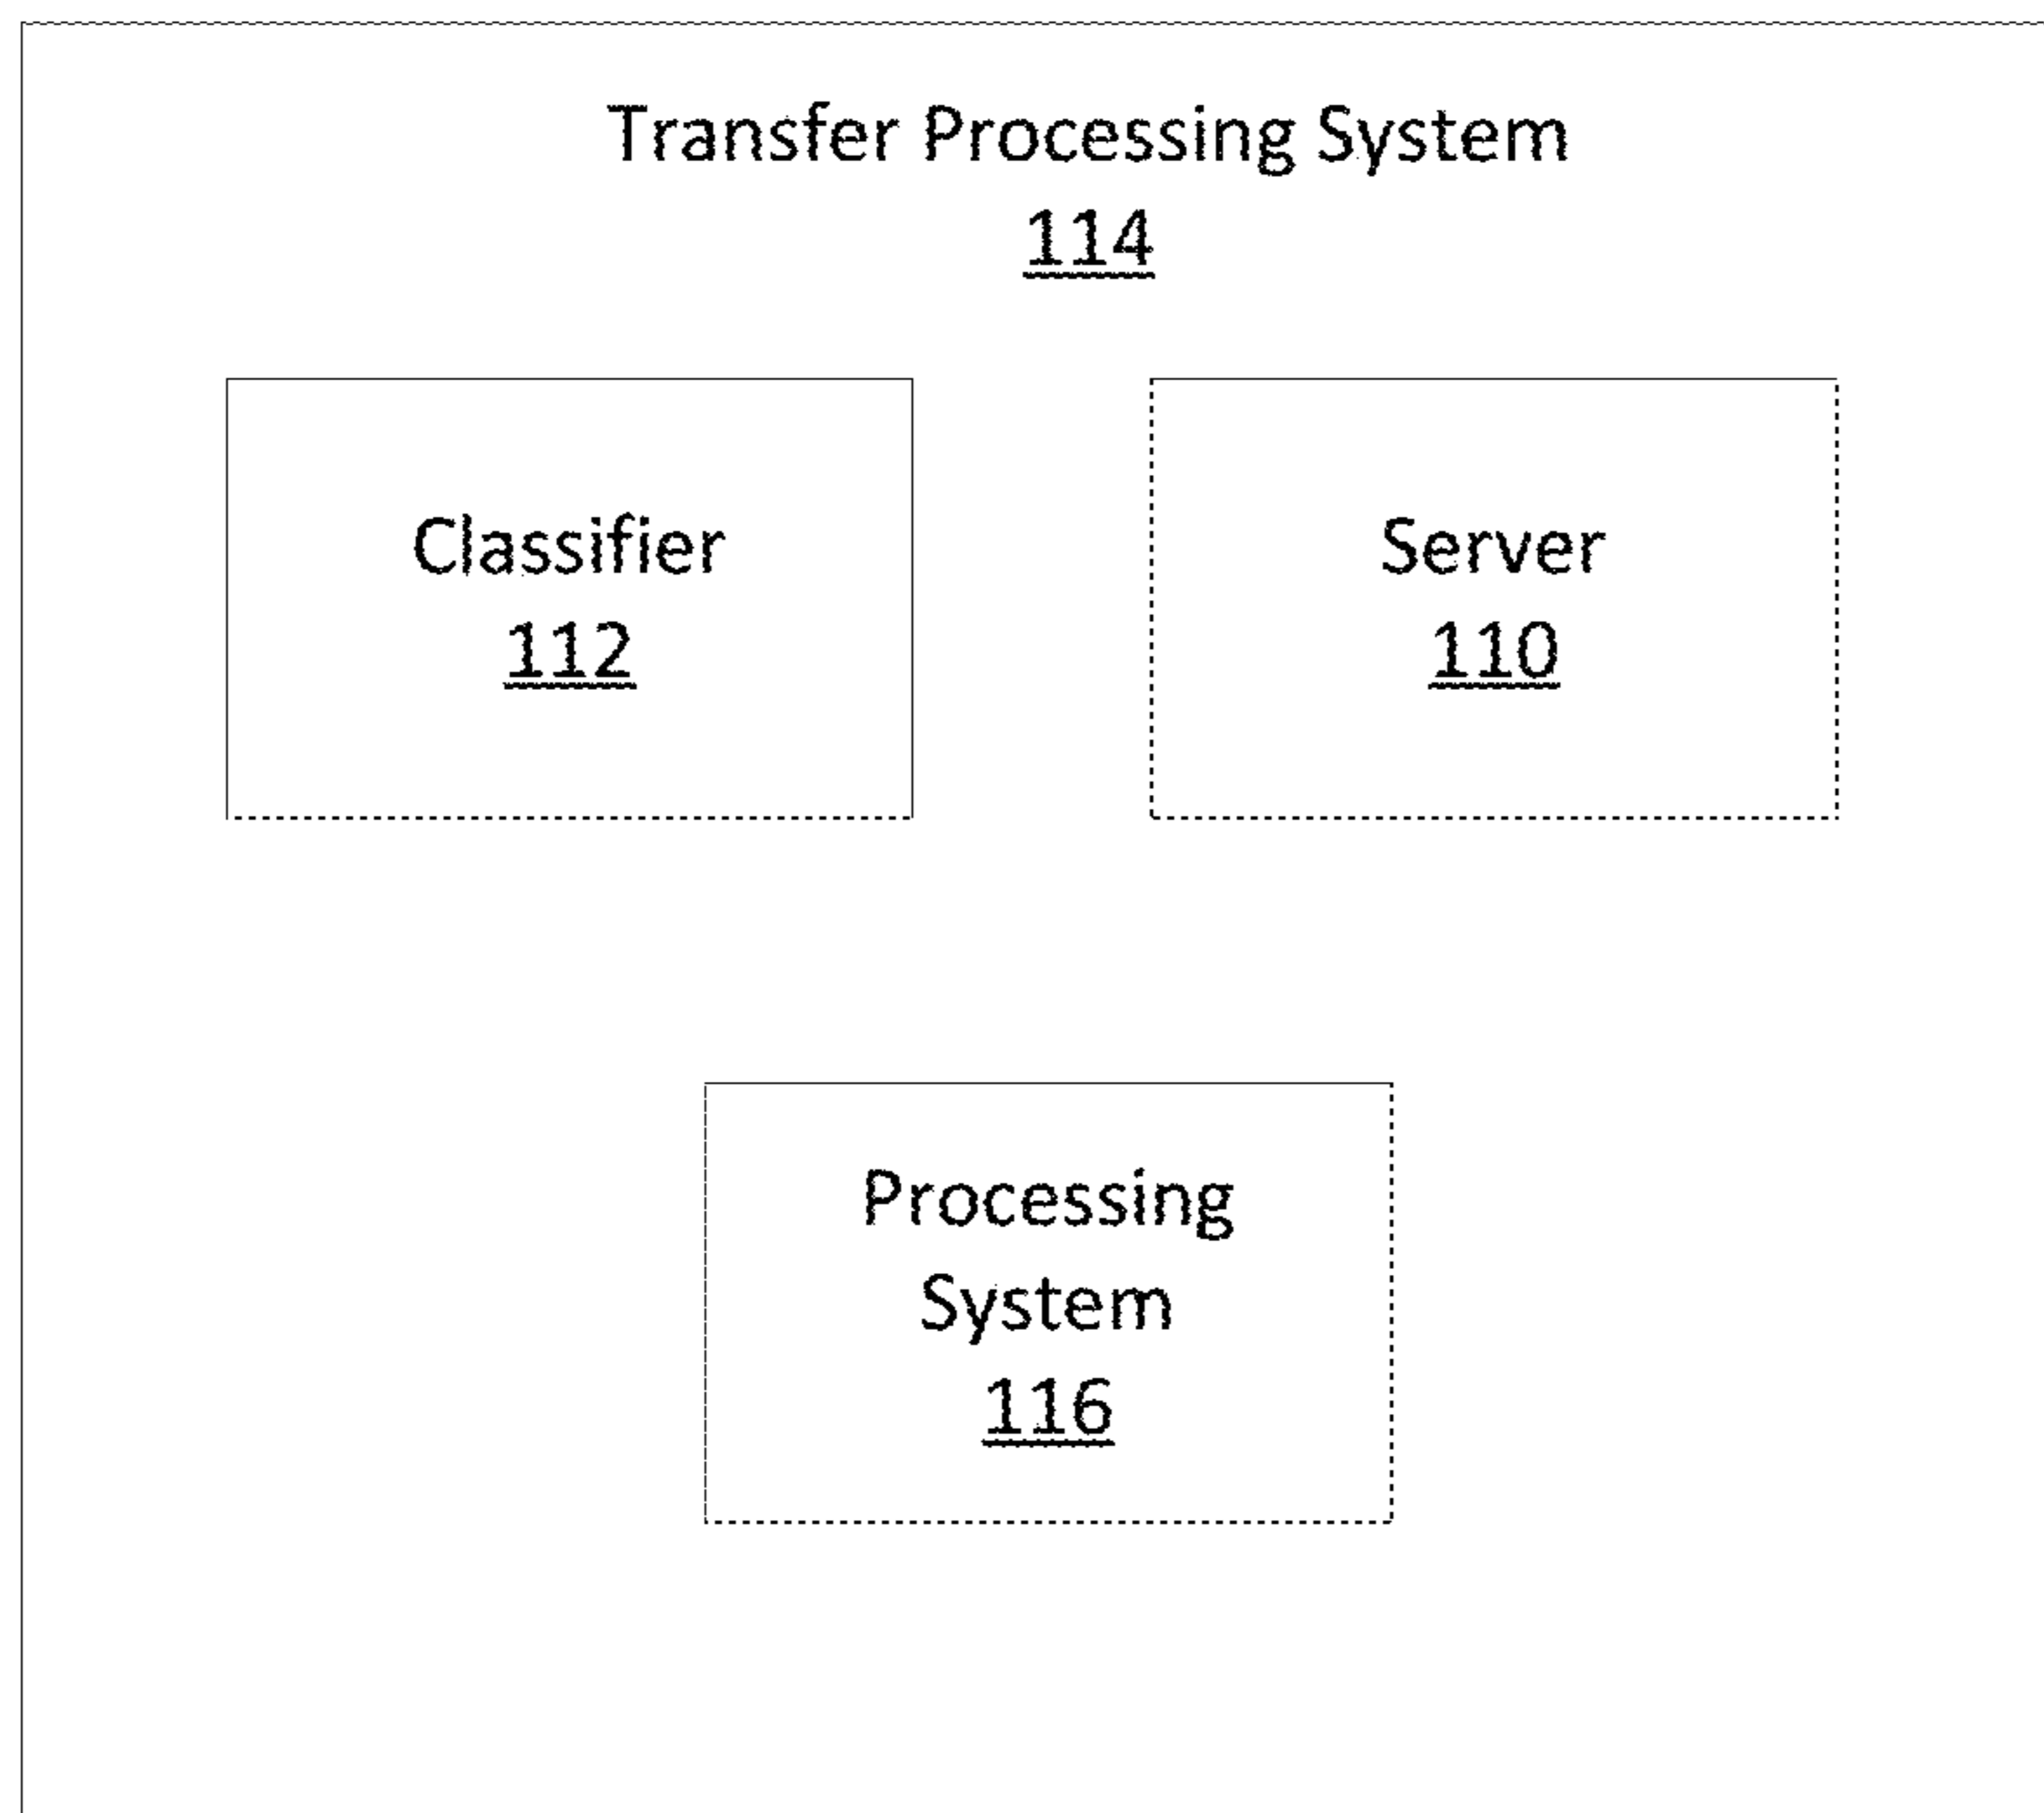 Transfer Processing System
114
Classifier
112
Server
110
Processing
System
116